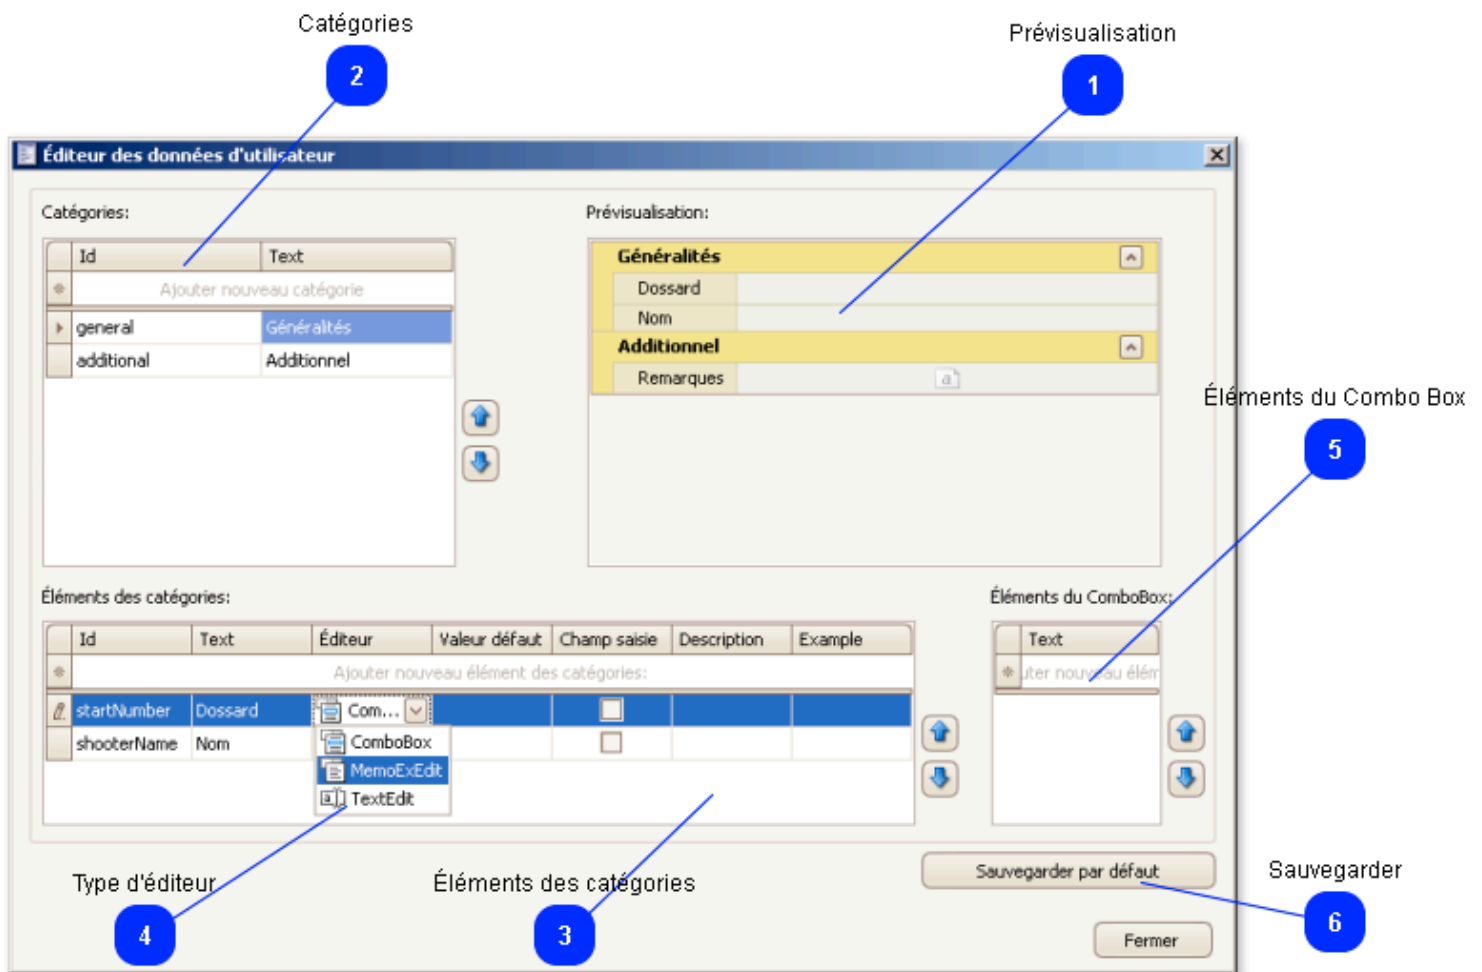 Catégories
Prévisualisation
2
1
Éditeur des données d'utilisateur
Catégories:
Prévisualisation:
Id Text
Ajouter nouveau catégorie
general Généralités
additional Additionnel
Généralités
Dossard
Nom
Additionnel
Remarques a
Éléments du Combo Box
5
Éléments des catégories:
Éléments du ComboBox:
Id Text Éditeur Valeur défaut Champ saisie Description Example
Text
Ajouter nouveau élément des catégories:
uter nouveau élém
startNumber Dossard Com...
shooterName Nom
ComboBox
MemoExEdit
a TextEdit
Sauvegarder par défaut
Type d'éditeur
Éléments des catégories
Sauvegarder
4
3
6
Fermer